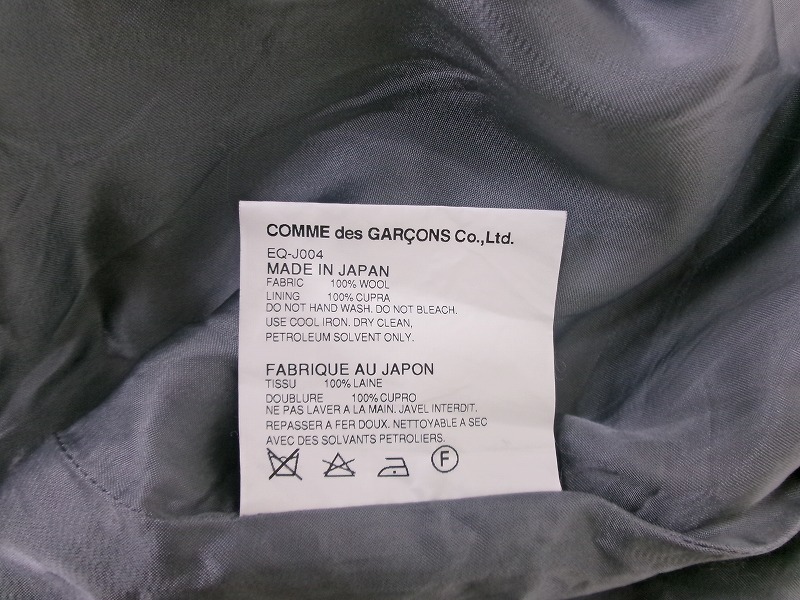 COMME des GARÇONS Co.,Ltd.
EQ-J004
MADE IN JAPAN
FABRIC 100% WOOL
LINING 100% CUPRA
DO NOT HAND WASH. DO NOT BLEACH.
USE COOL IRON. DRY CLEAN,
PETROLEUM SOLVENT ONLY.
FABRIQUE AU JAPON
TISSU 100% LAINE
DOUBLURE 100% CUPRO
NE PAS LAVER A LA MAIN. JAVEL INTERDIT.
REPASSER A FER DOUX. NETTOYABLE A SEC
AVEC DES SOLVANTS PETROLIERS.
F